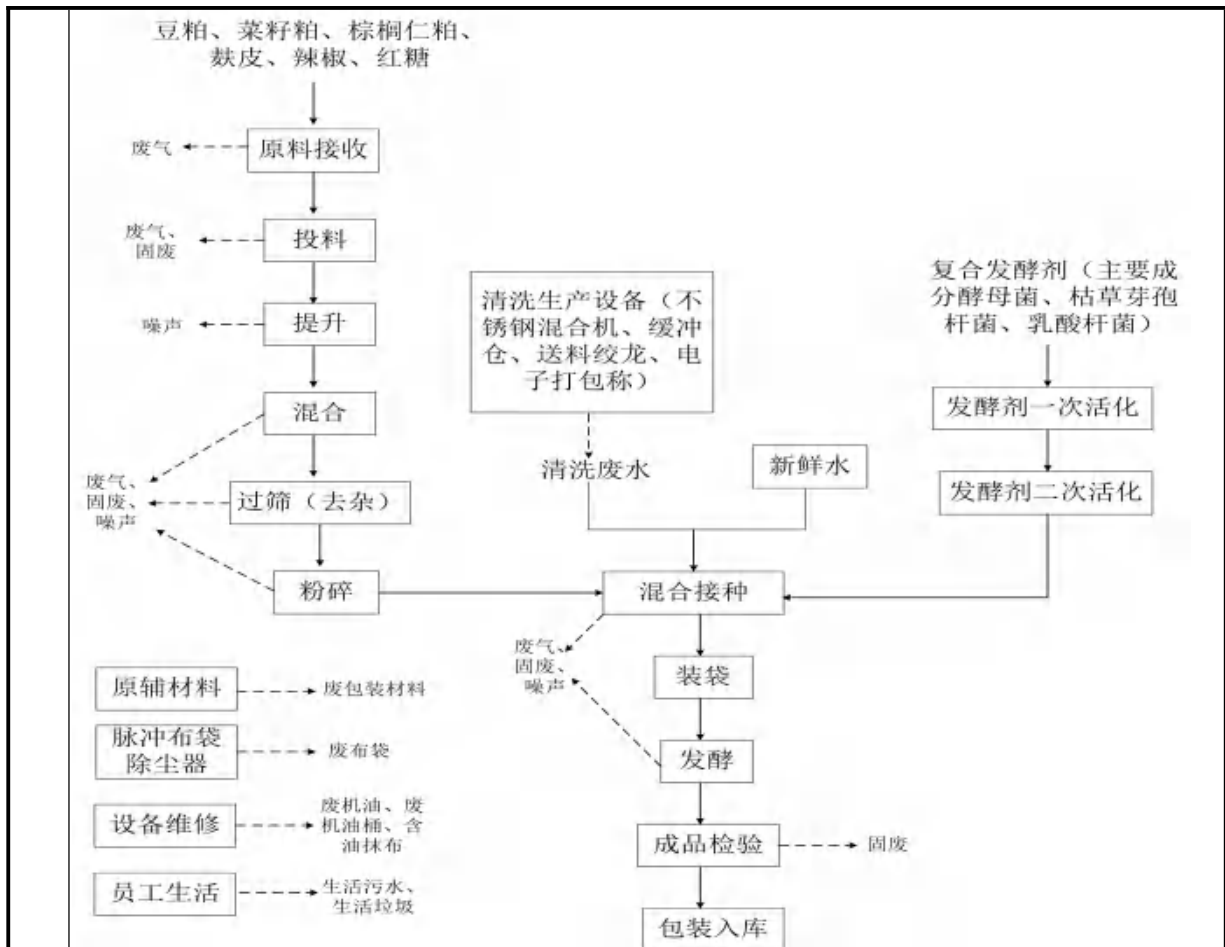 豆粕、菜籽粕、棕榈仁粕、
麸皮、辣椒、红糖
废气
原料接收
废气、
固废
投料
噪声
提升
混合
废气、
固废、
噪声
过筛（去杂）
粉碎
清洗生产设备（不
锈钢混合机、缓冲
仓、送料绞龙、电
子打包称）
清洗废水
新鲜水
复合发酵剂（主要成
分酵母菌、枯草芽孢
杆菌、乳酸杆菌）
发酵剂一次活化
发酵剂二次活化
混合接种
废气、
固废、
噪声
装袋
发酵
成品检验
固废
包装入库
原辅材料
废包装材料
脉冲布袋
除尘器
废布袋
设备维修
废机油、废
机油桶、含
油抹布
员工生活
生活污水、
生活垃圾